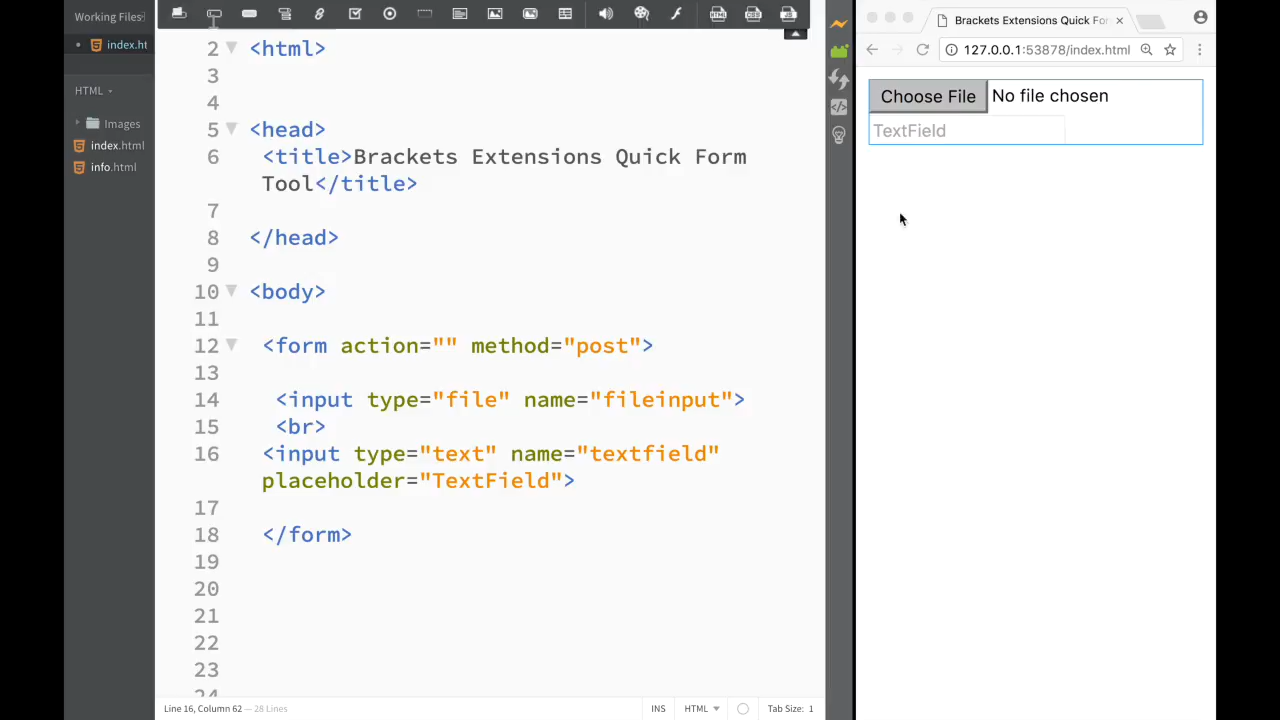 Working Files
index.ht
HTML
Images
index.html
info.html
2 <html>
3
4
5 <head>
6 <title>Brackets Extensions Quick Form
Tool</title>
7
8 </head>
9
10 <body>
11
12 <form action="" method="post">
13
14 <input type="file" name="fileinput">
15 <br>
16 <input type="text" name="textfield"
placeholder="TextField">
17
18 </form>
19
20
21
22
23
24
Line 16, Column 62 — 28 Lines
INS
HTML
Tab Size: 1
HTML
CSS
JS
Brackets Extensions Quick For
127.0.0.1:53878/index.html
Choose File No file chosen
TextField